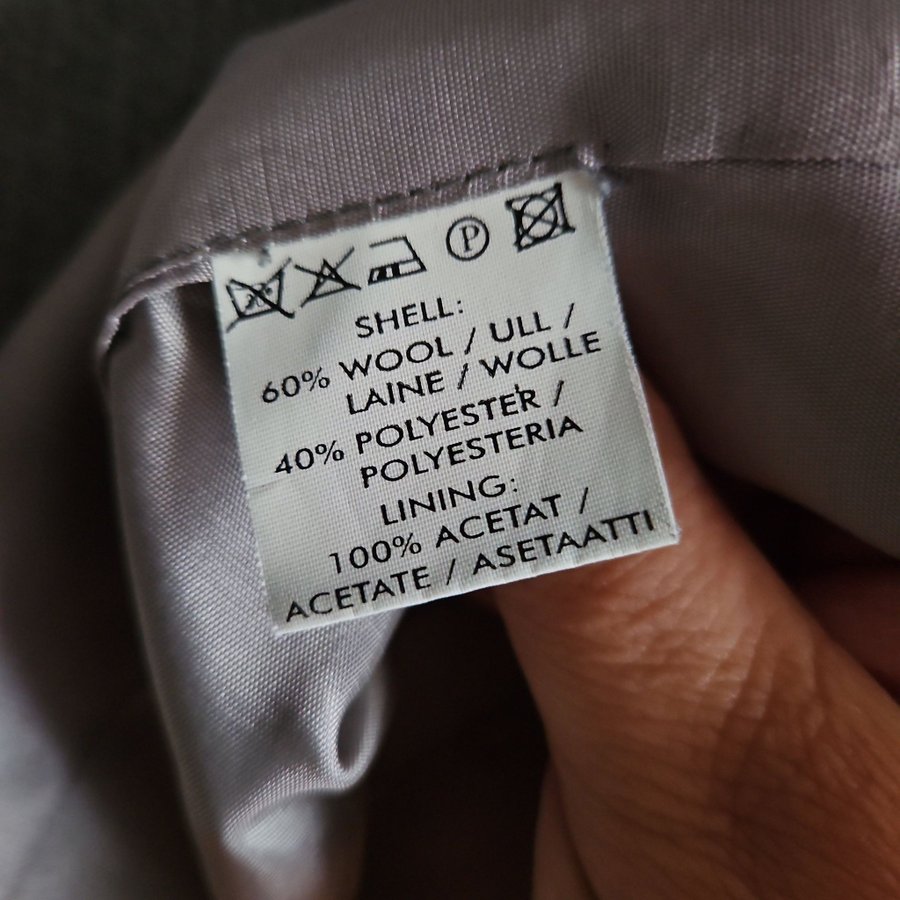 P
SHELL:
60% WOOL / ULL /
LAINE / WOLLE
40% POLYESTER /
POLYESTERIA
LINING:
100% ACETAT /
ACETATE / ASETAATTI